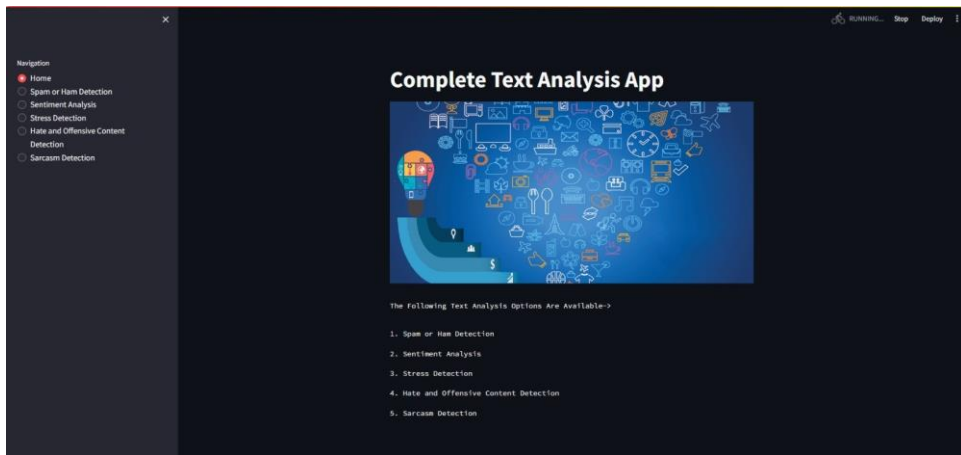 RUNNING...
Stop
Deploy
Navigation
Home
Spam or Ham Detection
Sentiment Analysis
Stress Detection
Hate and Offensive Content
Detection
Sarcasm Detection
Complete Text Analysis App
The Following Text Analysis Options Are Available->
1. Spam or Ham Detection
2. Sentiment Analysis
3. Stress Detection
4. Hate and Offensive Content Detection
5. Sarcasm Detection